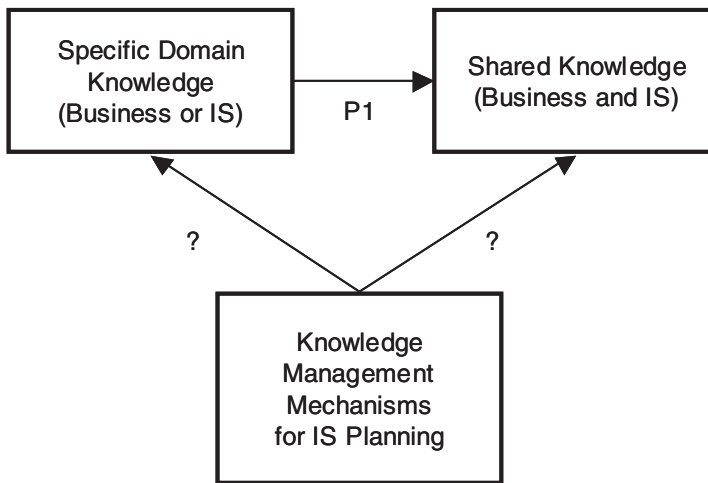 Specific Domain
Knowledge
(Business or IS)
Shared Knowledge
(Business and IS)
P1
?
?
Knowledge
Management
Mechanisms
for IS Planning